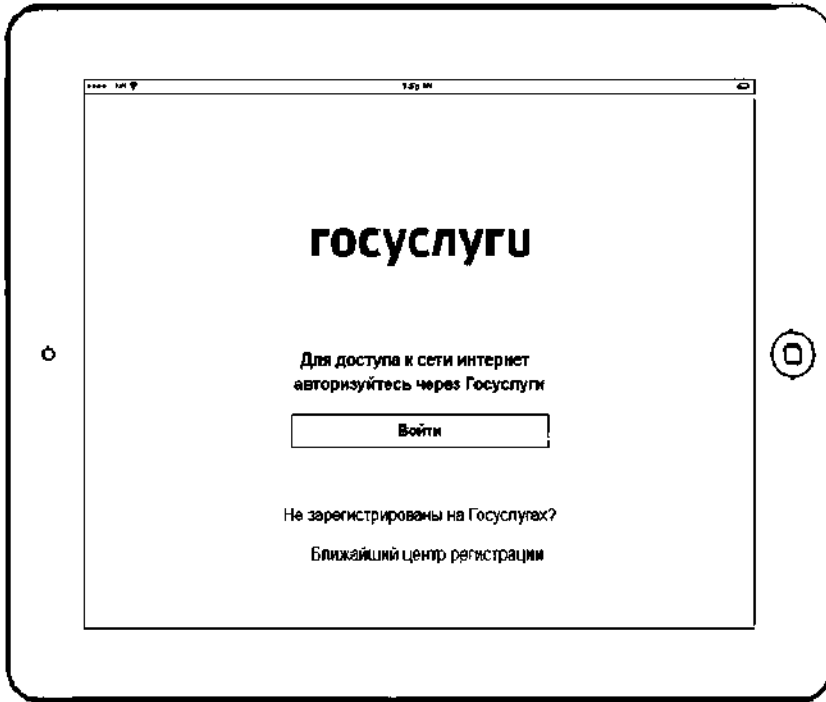 госуслуги
Для доступа к сети интернет
авторизуйтесь через Госуслуги
Войти
Не зарегистрированы на Госуслугах?
Ближайший центр регистрации